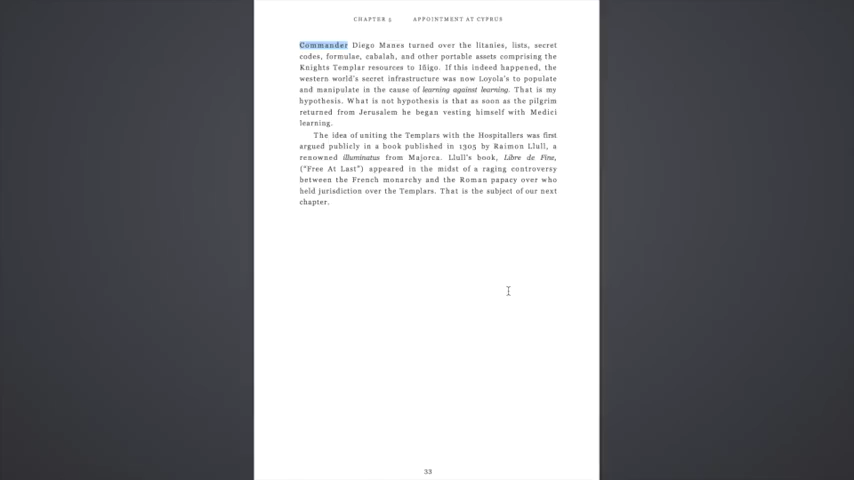 CHAPTER 5 APPOINTMENT AT CYPRUS
Commander Diego Manes turned over the litanies, lists, secret
codes, formulae, cabalah, and other portable assets comprising the
Knights Templar resources to Iñigo. If this indeed happened, the
western world's secret infrastructure was now Loyola's to populate
and manipulate in the cause of learning against learning. That is my
hypothesis. What is not hypothesis is that as soon as the pilgrim
returned from Jerusalem he began vesting himself with Medici
learning.
The idea of uniting the Templars with the Hospitallers was first
argued publicly in a book published in 1305 by Raimon Llull, a
renowned illuminatus from Majorca. Llull's book, Libre de Fine,
("Free At Last") appeared in the midst of a raging controversy
between the French monarchy and the Roman papacy over who
held jurisdiction over the Templars. That is the subject of our next
chapter.
33